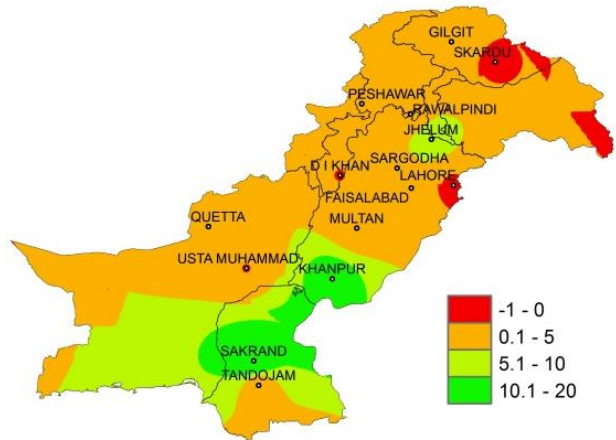 GILGIT
SKARDU
PESHAWAR
RAWALPINDI
JHELUM
D I KHAN
SARGODHA
LAHORE
FAISALABAD
QUETTA
MULTAN
USTA MUHAMMAD
KHANPUR
-1 - 0
0.1 - 5
5.1 - 10
10.1 - 20
SAKRAND
TANDOJAM